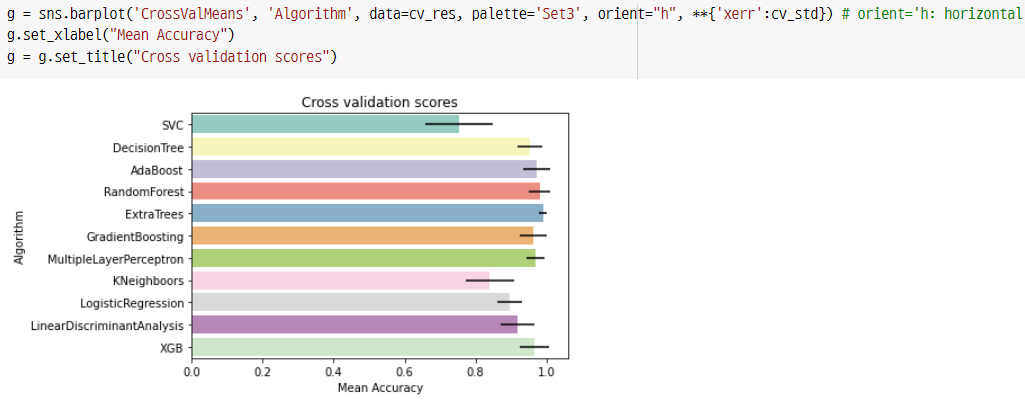 g = sns.barplot('CrossValMeans', 'Algorithm', data=cv_res, palette='Set3', orient="h", **{'xerr':cv_std}) # orient='h: horizontal
g.set_xlabel("Mean Accuracy")
g = g.set_title("Cross validation scores")
Cross validation scores
SVC
DecisionTree
AdaBoost
RandomForest
ExtraTrees
Algorithm
GradientBoosting
MultipleLayerPerceptron
KNeighboors
LogisticRegression
LinearDiscriminantAnalysis
XGB
0.0 0.2 0.4 0.6 0.8 1.0
Mean Accuracy